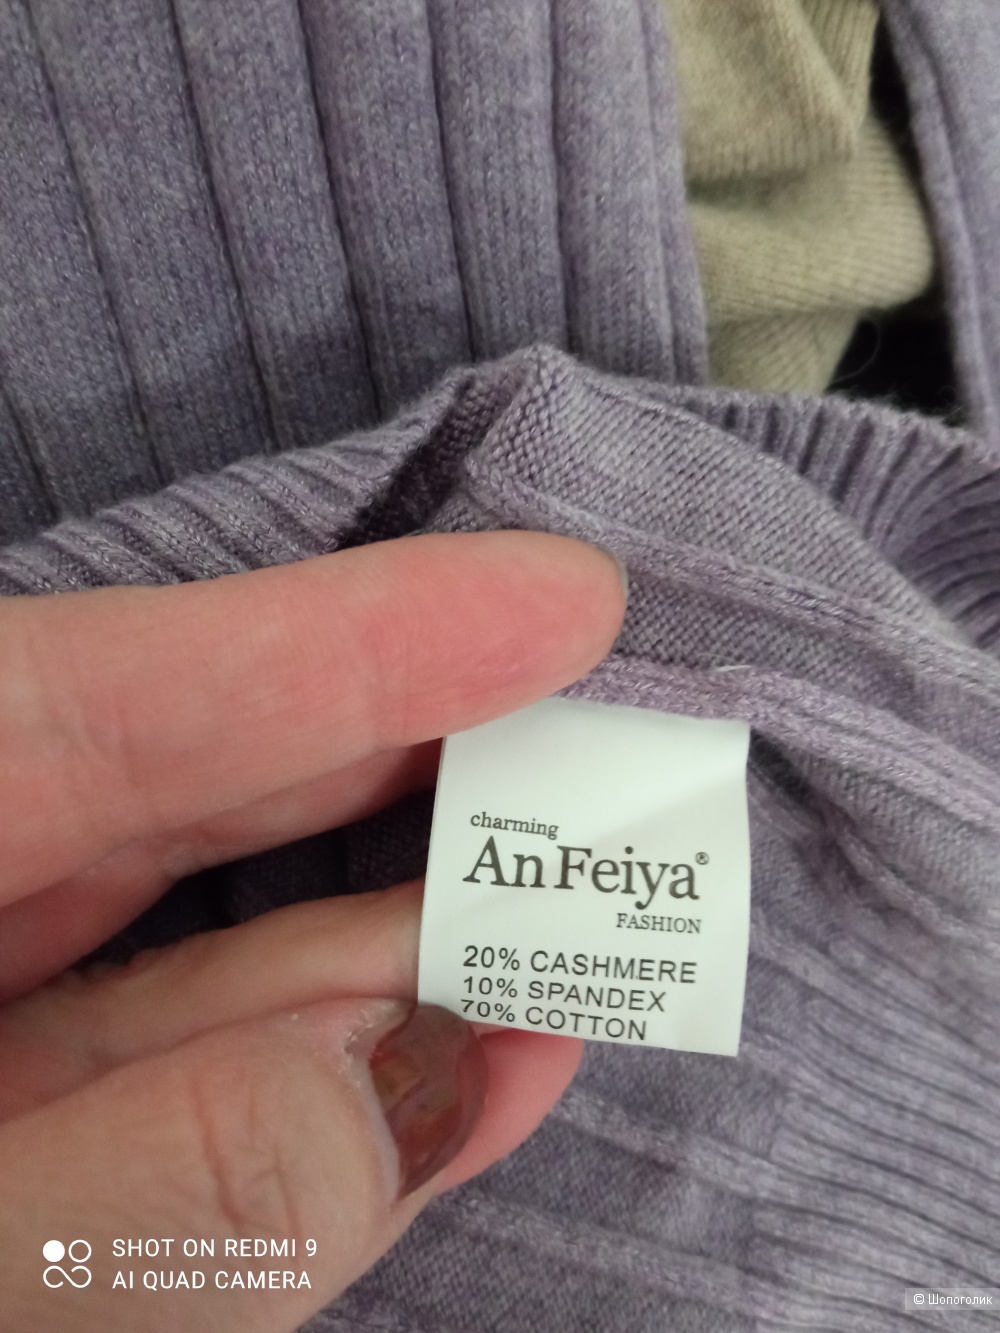 charming
An Feiya®
FASHION
20% CASHMERE
10% SPANDEX
70% COTTON
SHOT ON REDMI 9
AI QUAD CAMERA
© Шопоголик